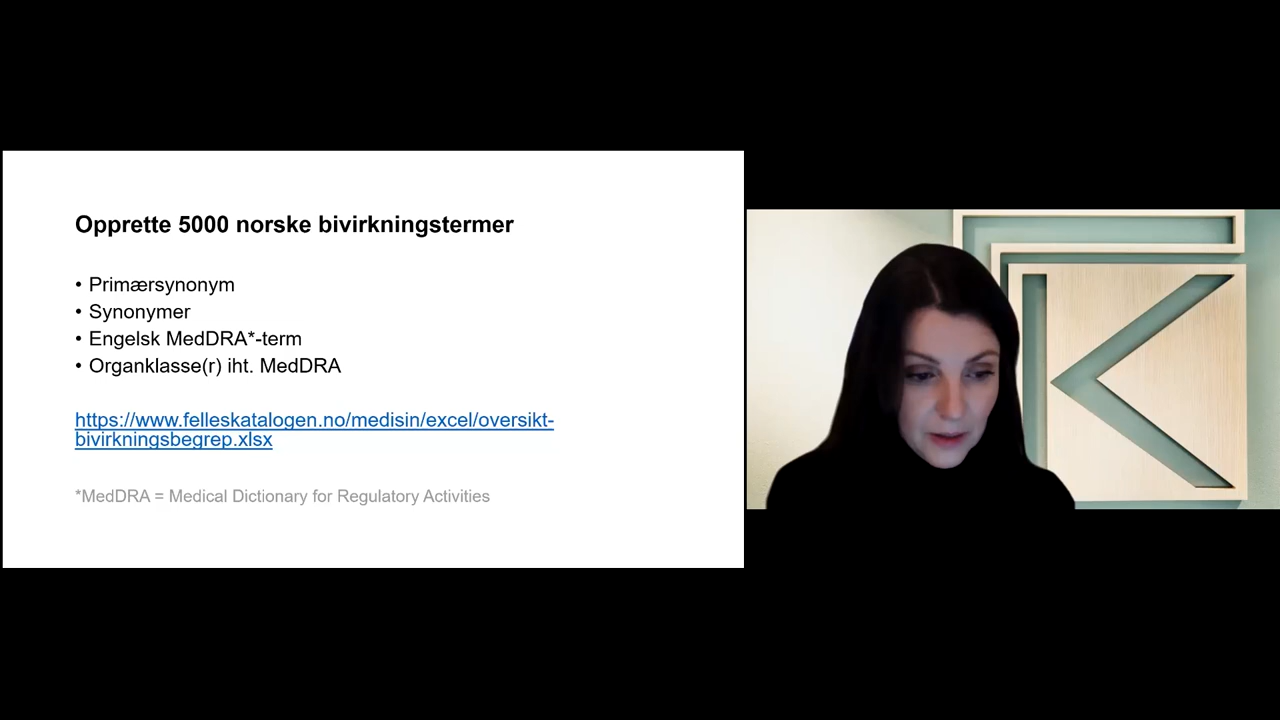 Opprette 5000 norske bivirkningstermer
• Primærsynonym
• Synonymer
• Engelsk MedDRA*-term
• Organklasse(r) iht. MedDRA
https://www.felleskatalogen.no/medisin/excel/oversikt-
bivirkningsbegrep.xlsx
*MedDRA = Medical Dictionary for Regulatory Activities